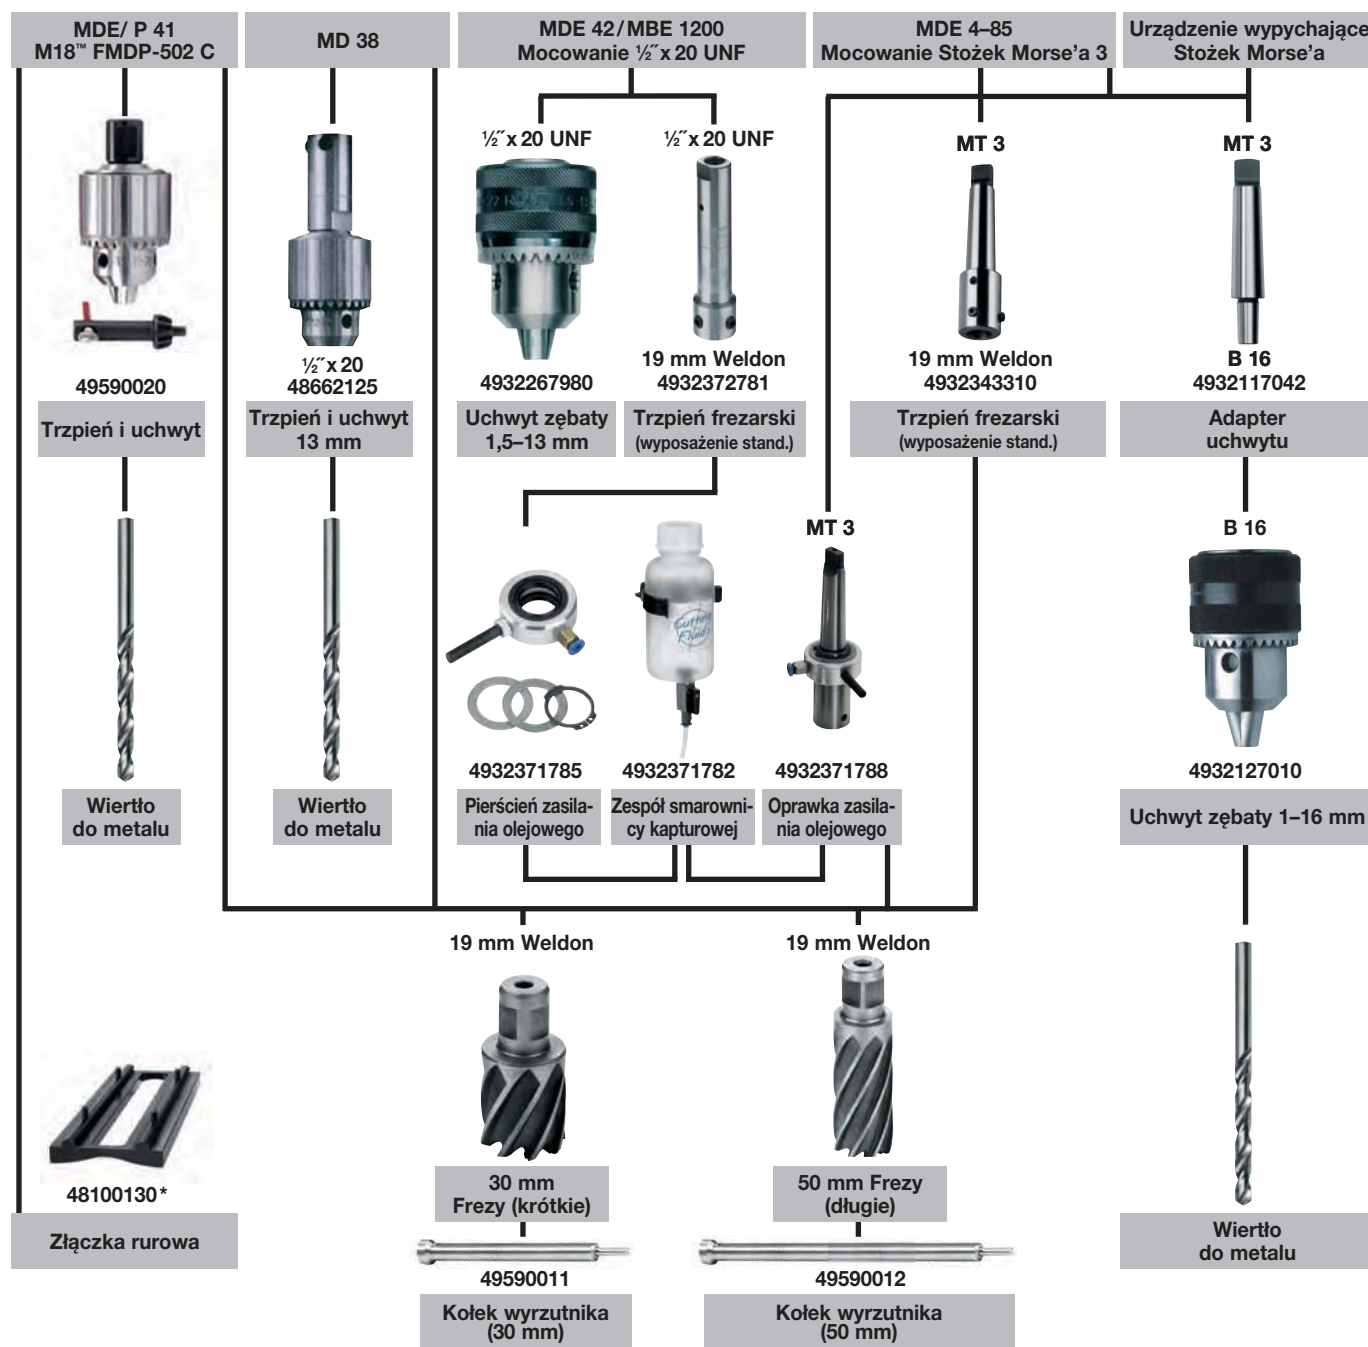 MDE/ P 41
M18™ FMDP-502 C
MD 38
MDE 42/MBE 1200
Mocowanie ½˝ x 20 UNF
MDE 4–85
Mocowanie Stożek Morse’a 3
Urządzenie wypychające
Stożek Morse’a
½˝ x 20 UNF
½˝ x 20 UNF
MT 3
MT 3
49590020
½˝ x 20
48662125
4932267980
19 mm Weldon
4932372781
19 mm Weldon
4932343310
B 16
4932117042
Trzpień i uchwyt
Trzpień i uchwyt
13 mm
Uchwyt zębaty
1,5–13 mm
Trzpień frezarski
(wyposażenie stand.)
Trzpień frezarski
(wyposażenie stand.)
Adapter
uchwytu
MT 3
B 16
Cutting
Fluid
4932371785
4932371782
4932371788
4932127010
Wiertło
do metalu
Wiertło
do metalu
Pierścień zasila-
nia olejowego
Zespół smarowni-
cy kapturowej
Oprawka zasila-
nia olejowego
Uchwyt zębaty 1–16 mm
19 mm Weldon
19 mm Weldon
48100130*
Złączka rurowa
30 mm
Frezy (krótkie)
50 mm Frezy
(długie)
Wiertło
do metalu
49590011
49590012
Kołek wyrzutnika
(30 mm)
Kołek wyrzutnika
(50 mm)